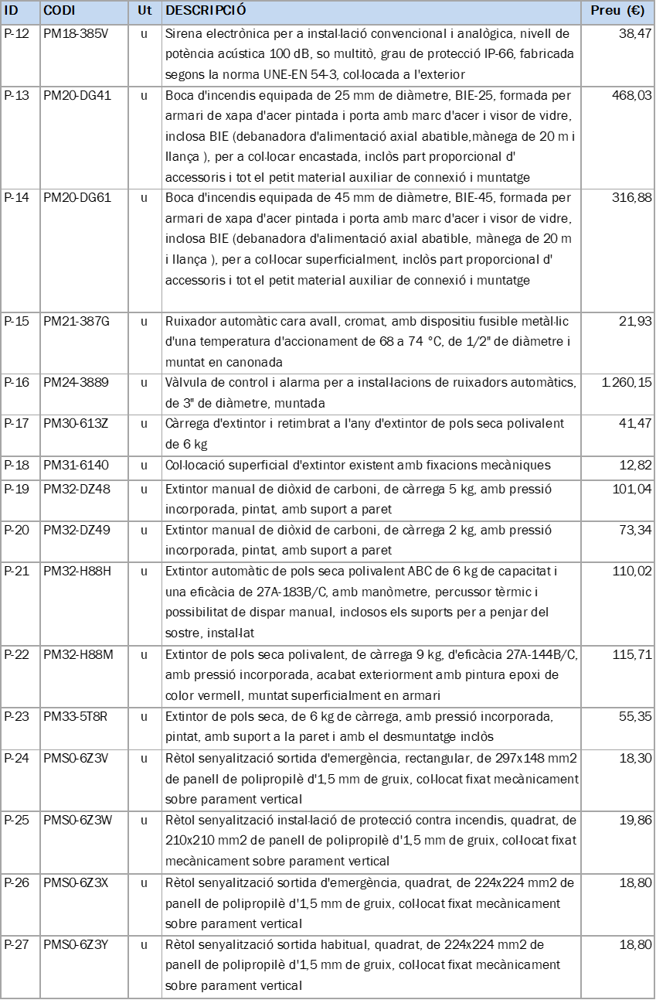 ID CODI Ut DESCRIPCIÓ Preu (€)
P-12 PM18-385V u Sirena electrònica per a instal·lació convencional i analògica, nivell de 38,47
potència acústica 100 dB, so multitò, grau de protecció IP-66, fabricada
segons la norma UNE-EN 54-3, col·locada a l'exterior
P-13 PM20-DG41 u Boca d'incendis equipada de 25 mm de diàmetre, BIE-25, formada per 468,03
armari de xapa d'acer pintada i porta amb marc d'acer i visor de vidre,
inclosa BIE (debanadora d'alimentació axial abatible,mànega de 20 m i
llança ), per a col·locar encastada, inclòs part proporcional d'
accessoris i tot el petit material auxiliar de connexió i muntatge
P-14 PM20-DG61 u Boca d'incendis equipada de 45 mm de diàmetre, BIE-45, formada per 316,88
armari de xapa d'acer pintada i porta amb marc d'acer i visor de vidre,
inclosa BIE (debanadora d'alimentació axial abatible, mànega de 20 m
i llança ), per a col·locar superficialment, inclòs part proporcional d'
accessoris i tot el petit material auxiliar de connexió i muntatge
P-15 PM21-387G u Ruixador automàtic cara avall, cromat, amb dispositiu fusible metàl·lic 21,93
d'una temperatura d'accionament de 68 a 74 °C, de 1/2" de diàmetre i
muntat en canonada
P-16 PM24-3889 u Vàlvula de control i alarma per a instal·lacions de ruixadors automàtics, 1.260,15
de 3" de diàmetre, muntada
P-17 PM30-613Z u Càrrega d'extintor i retimbrat a l'any d'extintor de pols seca polivalent 41,47
de 6 kg
P-18 PM31-6140 u Col·locació superficial d'extintor existent amb fixacions mecàniques 12,82
P-19 PM32-DZ48 u Extintor manual de diòxid de carboni, de càrrega 5 kg, amb pressió 101,04
incorporada, pintat, amb suport a paret
P-20 PM32-DZ49 u Extintor manual de diòxid de carboni, de càrrega 2 kg, amb pressió 73,34
incorporada, pintat, amb suport a paret
P-21 PM32-H88H u Extintor automàtic de pols seca polivalent ABC de 6 kg de capacitat i 110,02
una eficàcia de 27A-183B/C, amb manòmetre, percussor tèrmic i
possibilitat de dispar manual, inclosos els suports per a penjar del
sostre, instal·lat
P-22 PM32-H88M u Extintor de pols seca polivalent, de càrrega 9 kg, d'eficàcia 27A-144B/C, 115,71
amb pressió incorporada, acabat exteriorment amb pintura epoxi de
color vermell, muntat superficialment en armari
P-23 PM33-5T8R u Extintor de pols seca, de 6 kg de càrrega, amb pressió incorporada, 55,35
pintat, amb suport a la paret i amb el desmuntatge inclòs
P-24 PMS0-6Z3V u Rètol senyalització sortida d'emergència, rectangular, de 297x148 mm2 18,30
de panell de polipropilè d'1,5 mm de gruix, col·locat fixat mecànicament
sobre parament vertical
P-25 PMS0-6Z3W u Rètol senyalització instal·lació de protecció contra incendis, quadrat, de 19,86
210x210 mm2 de panell de polipropilè d'1,5 mm de gruix, col·locat fixat
mecànicament sobre parament vertical
P-26 PMS0-6Z3X u Rètol senyalització sortida d'emergència, quadrat, de 224x224 mm2 de 18,80
panell de polipropilè d'1,5 mm de gruix, col·locat fixat mecànicament
sobre parament vertical
P-27 PMS0-6Z3Y u Rètol senyalització sortida habitual, quadrat, de 224x224 mm2 de 18,80
panell de polipropilè d'1,5 mm de gruix, col·locat fixat mecànicament
sobre parament vertical